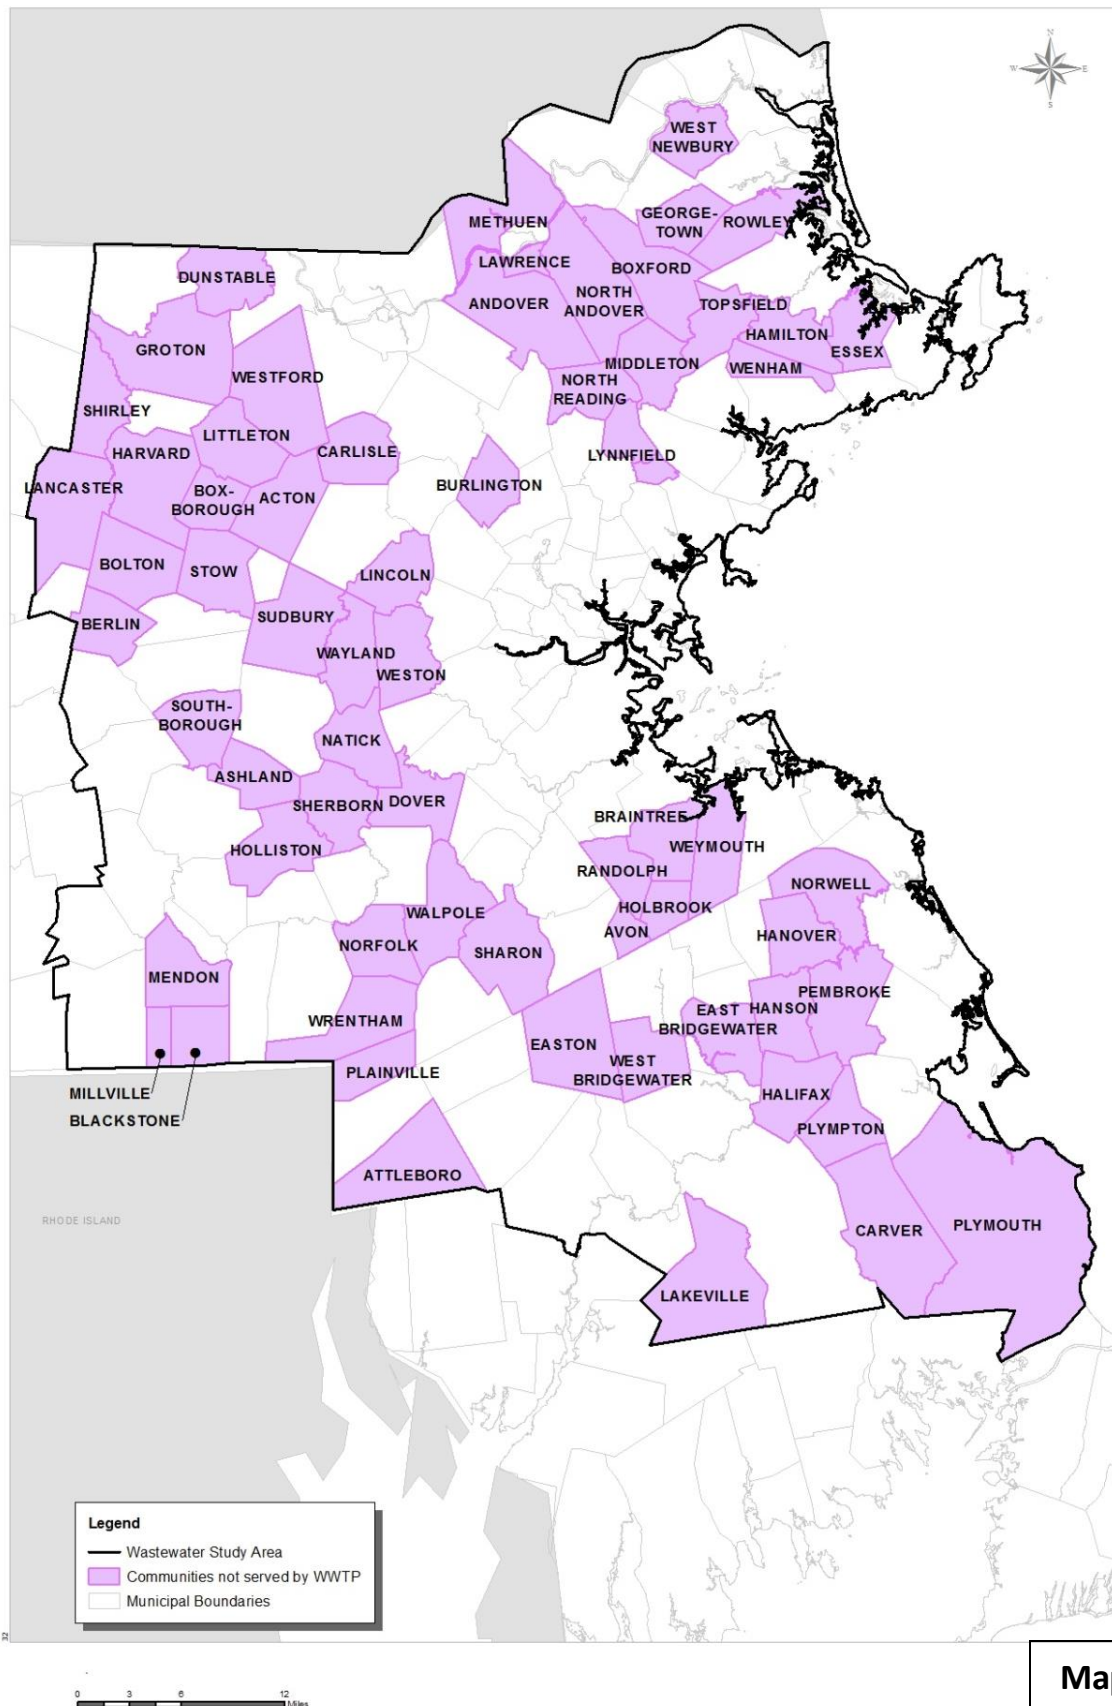 N
W
E
S
WEST
NEWBURY
GEORGE-
TOWN
ROWLEY
METHUEN
LAWRENCE
BOXFORD
DUNSTABLE
ANDOVER
NORTH
ANDOVER
TOPSFIELD
HAMILTON
ESSEX
GROTON
MIDDLETON
WENHAM
WESTFORD
NORTH
READING
SHIRLEY
LITTLETON
HARVARD
CARLISLE
LYNNFIELD
LANCASTER
BOX-
BOROUGH
ACTON
BURLINGTON
BOLTON
STOW
LINCOLN
BERLIN
SUDBURY
WAYLAND
WESTON
SOUTH-
BOROUGH
NATICK
ASHLAND
SHERBORN
DOVER
BRAINTREE
WEYMOUTH
HOLLISTON
RANDOLPH
NORWELL
HOLBROOK
WALPOLE
AVON
HANOVER
NORFOLK
SHARON
MENDON
PEMBROKE
EAST
BRIDGEWATER
HANSON
WRENTHAM
EASTON
WEST
BRIDGEWATER
PLAINVILLE
MILLVILLE
HALIFAX
BLACKSTONE
PLYMPTON
ATTLEBORO
RHODE ISLAND
CARVER
PLYMOUTH
LAKEVILLE
Legend
Wastewater Study Area
Communities not served by WWTP
Municipal Boundaries
32
Map
0 3 6 12
Miles